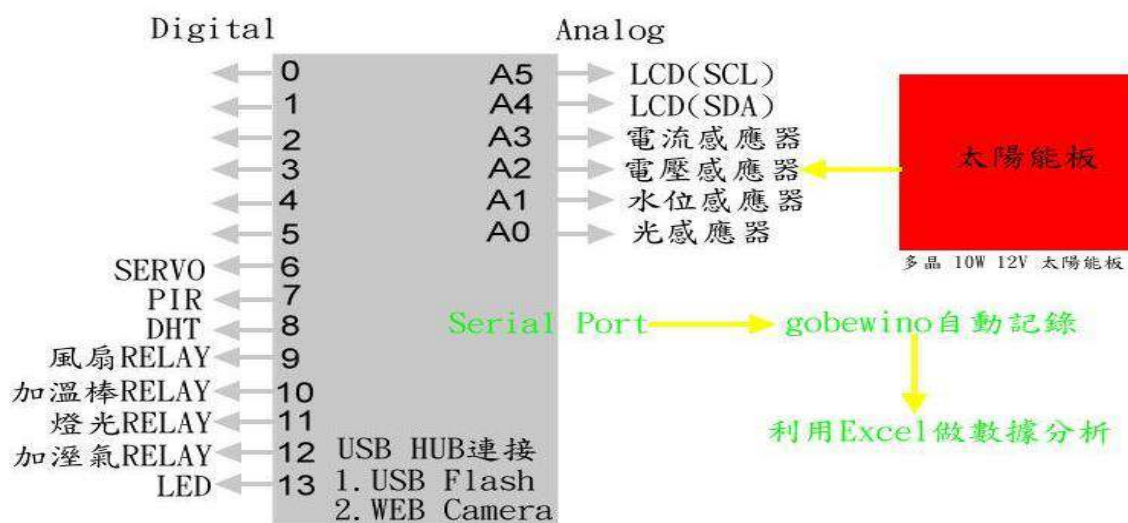 Digital
Analog
0
1
2
3
4
5
SERVO 6
PIR 7
DHT 8
風扇RELAY 9
加溫棒RELAY 10
燈光RELAY 11
加溼氣RELAY 12
LED 13
A5 LCD(SCL)
A4 LCD(SDA)
A3 電流感應器
A2 電壓感應器
A1 水位感應器
A0 光感應器
太陽能板
多晶 10W 12V 太陽能板
Serial Port
gobewino自動記錄
利用Excel做數據分析
USB HUB連接
1.USB Flash
2.WEB Camera